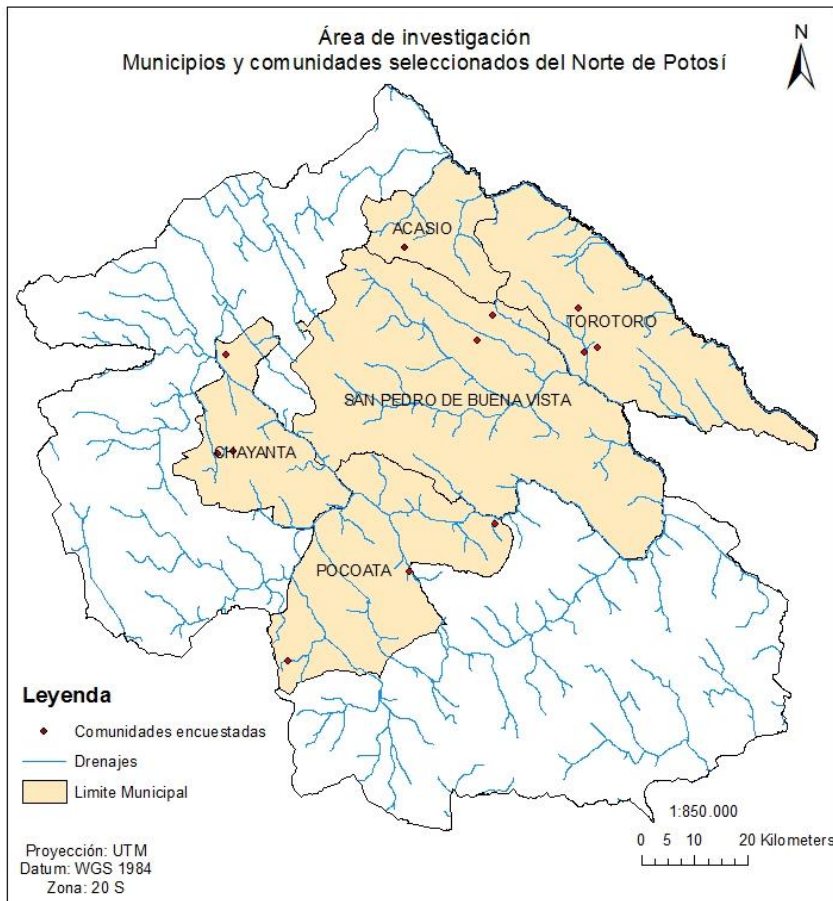 Área de investigación
Municipios y comunidades seleccionados del Norte de Potosí
N
ACASIO
TOROTORO
SAN PEDRO DE BUENA VISTA
CHAYANTA
POCOATA
Leyenda
Comunidades encuestadas
Drenajes
Limite Municipal
1:850.000
0 5 10 20 Kilometers
Proyección: UTM
Datum: WGS 1984
Zona: 20 S